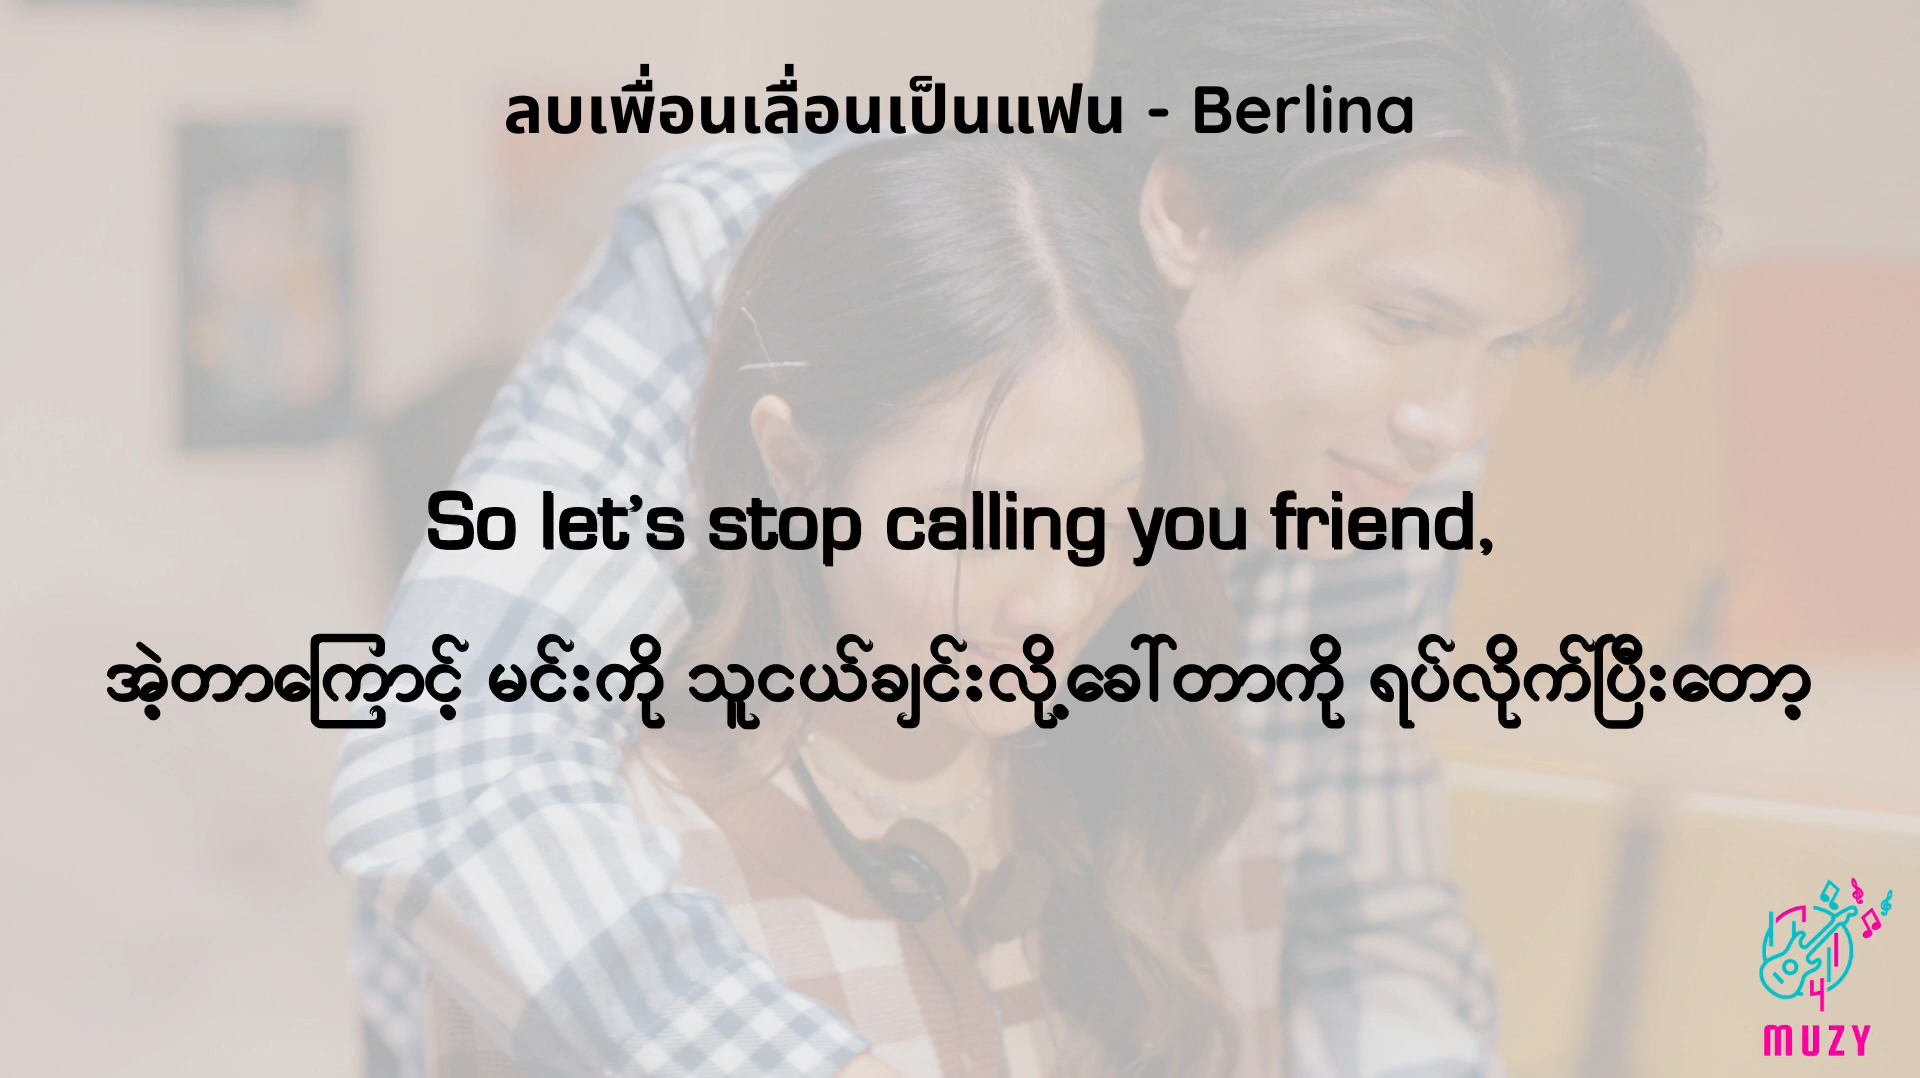 ลบเพื่อนเลื่อนเป็นแฟน - Berlina
So let's stop calling you friend,
အဲ့တာကြောင့် မင်းကို သူငယ်ချင်းလို့ခေါ်တာကို ရပ်လိုက်ပြီးတော့
MUZY